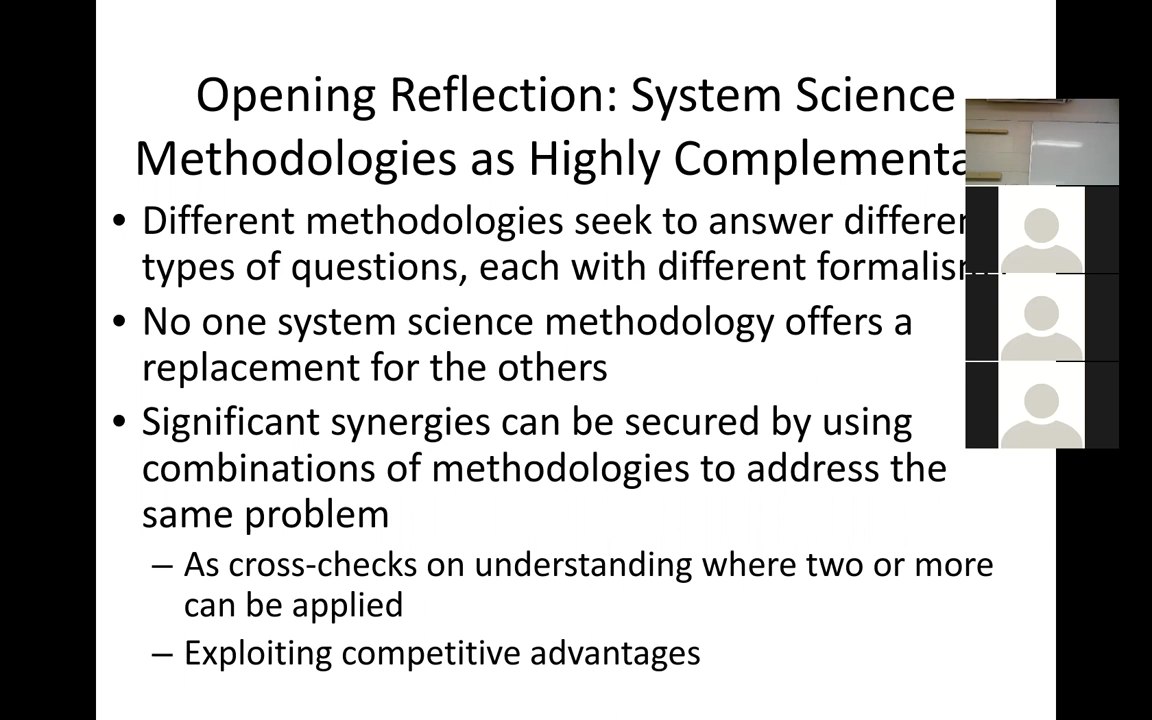 Opening Reflection: System Science
Methodologies as Highly Complementa
• Different methodologies seek to answer differen
types of questions, each with different formalism
• No one system science methodology offers a
replacement for the others
• Significant synergies can be secured by using
combinations of methodologies to address the
same problem
– As cross-checks on understanding where two or more
can be applied
– Exploiting competitive advantages